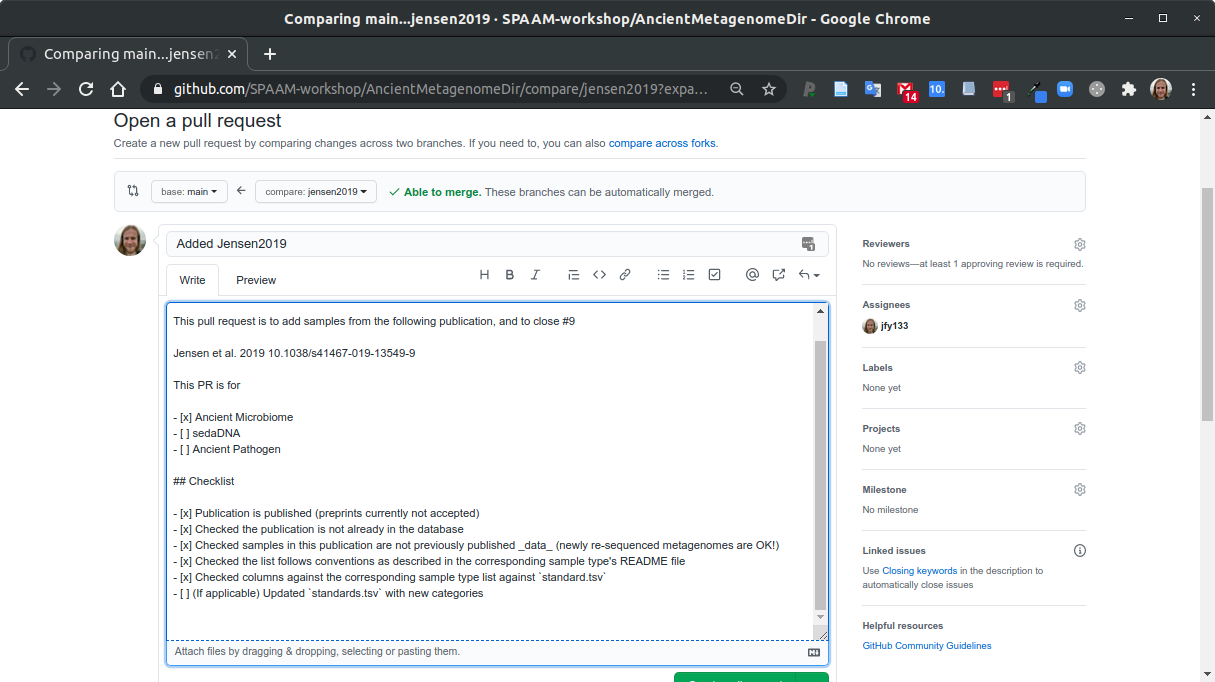 Comparing main...jensen2019 · SPAAM-workshop/AncientMetagenomeDir - Google Chrome
Comparing main...jensen2
github.com/SPAAM-workshop/AncientMetagenomeDir/compare/jensen2019?expa...
14
10.
1
Open a pull request
Create a new pull request by comparing changes across two branches. If you need to, you can also compare across forks.
base: main
compare: jensen2019
Able to merge. These branches can be automatically merged.
Added Jensen2019
1
Write
Preview
H B I
This pull request is to add samples from the following publication, and to close #9
Jensen et al. 2019 10.1038/s41467-019-13549-9
This PR is for
- [x] Ancient Microbiome
- [ ] sedaDNA
- [ ] Ancient Pathogen
## Checklist
- [x] Publication is published (preprints currently not accepted)
- [x] Checked the publication is not already in the database
- [x] Checked samples in this publication are not previously published _data_ (newly re-sequenced metagenomes are OK!)
- [x] Checked the list follows conventions as described in the corresponding sample type's README file
- [x] Checked columns against the corresponding sample type list against `standard.tsv`
- [ ] (If applicable) Updated `standards.tsv` with new categories
Attach files by dragging & dropping, selecting or pasting them.
Reviewers
No reviews—at least 1 approving review is required.
Assignees
jfy133
Labels
None yet
Projects
None yet
Milestone
No milestone
Linked issues
Use Closing keywords in the description to
automatically close issues
Helpful resources
GitHub Community Guidelines